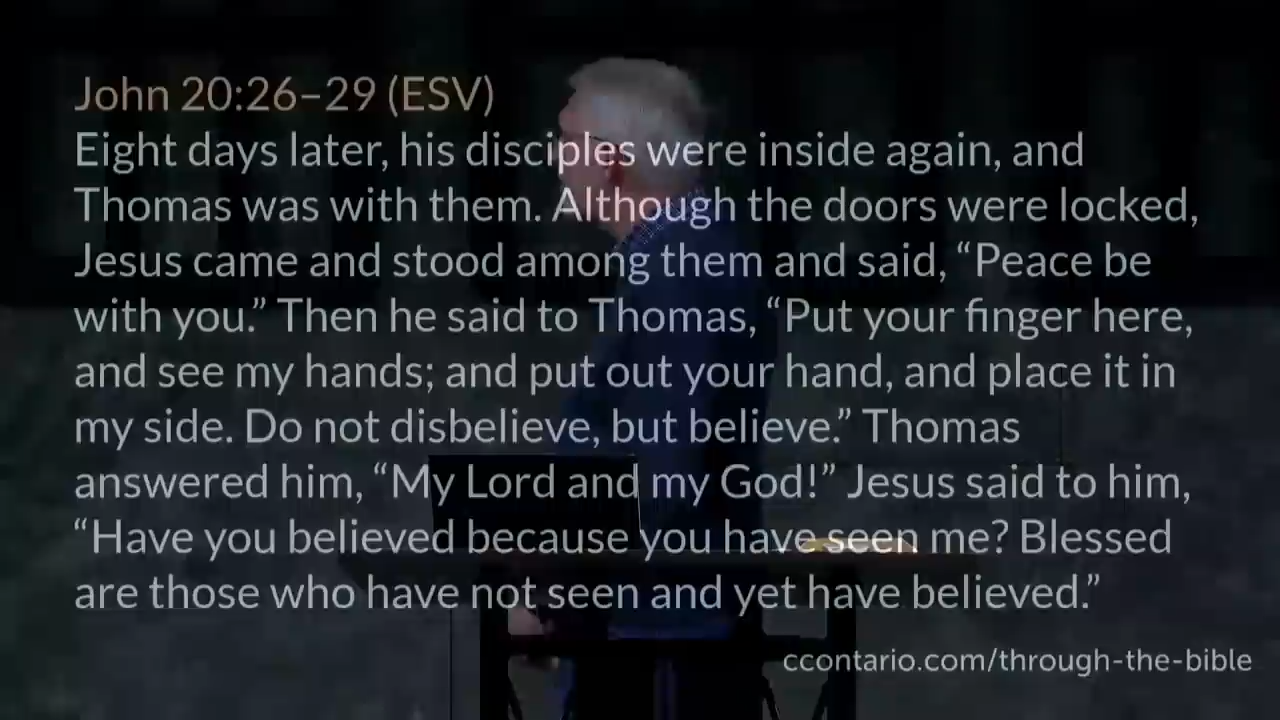 John 20:26–29 (ESV)
Eight days later, his disciples were inside again, and
Thomas was with them. Although the doors were locked,
Jesus came and stood among them and said, “Peace be
with you.” Then he said to Thomas, “Put your finger here,
and see my hands; and put out your hand, and place it in
my side. Do not disbelieve, but believe.” Thomas
answered him, “My Lord and my God!” Jesus said to him,
“Have you believed because you have seen me? Blessed
are those who have not seen and yet have believed.”
ccontario.com/through-the-bible